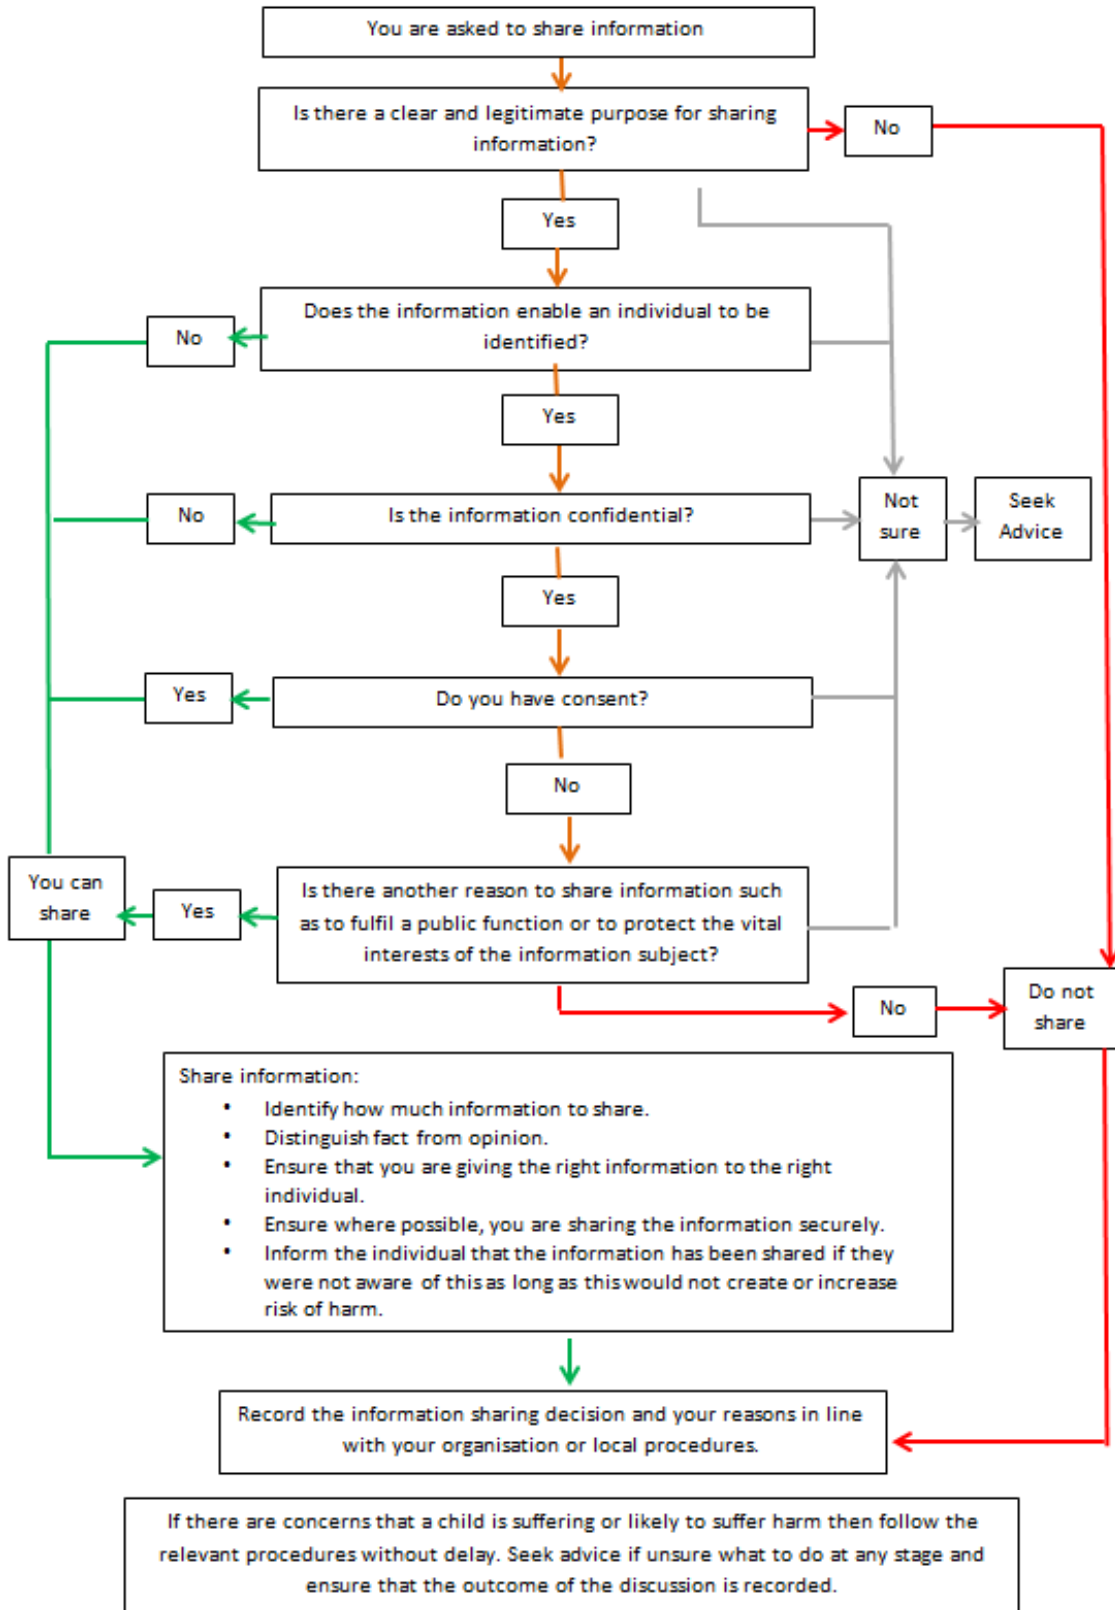 You are asked to share information
Is there a clear and legitimate purpose for sharing
information?
No
Yes
Does the information enable an individual to be
identified?
No
Yes
Is the information confidential?
No
Not
sure
Seek
Advice
Yes
Do you have consent?
Yes
No
Is there another reason to share information such
as to fulfil a public function or to protect the vital
interests of the information subject?
Yes
You can
share
No
Do not
share
Share information:
• Identify how much information to share.
• Distinguish fact from opinion.
• Ensure that you are giving the right information to the right
individual.
• Ensure where possible, you are sharing the information securely.
• Inform the individual that the information has been shared if they
were not aware of this as long as this would not create or increase
risk of harm.
Record the information sharing decision and your reasons in line
with your organisation or local procedures.
If there are concerns that a child is suffering or likely to suffer harm then follow the
relevant procedures without delay. Seek advice if unsure what to do at any stage and
ensure that the outcome of the discussion is recorded.